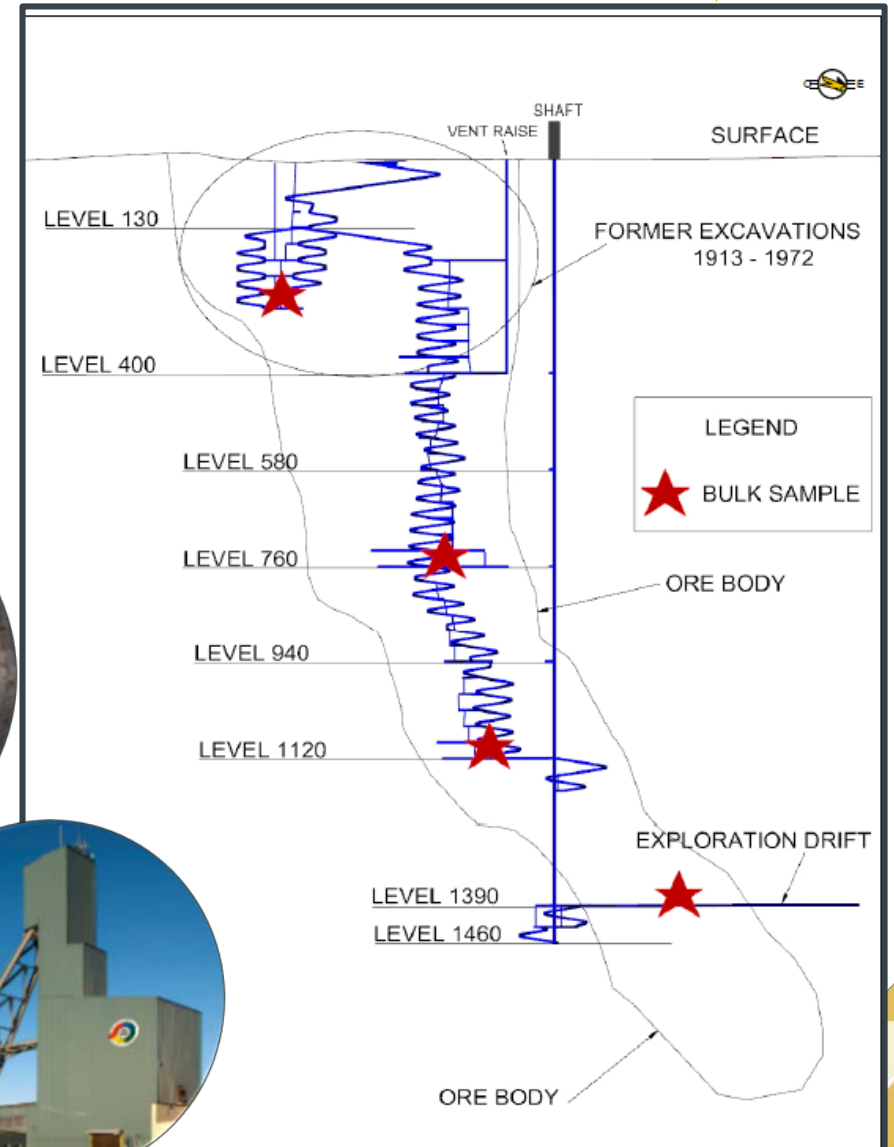 SHAFT
VENT RAISE
SURFACE
LEVEL 130
FORMER EXCAVATIONS
1913 - 1972
LEVEL 400
LEGEND
BULK SAMPLE
LEVEL 580
LEVEL 760
ORE BODY
LEVEL 940
LEVEL 1120
EXPLORATION DRIFT
LEVEL 1390
LEVEL 1460
ORE BODY